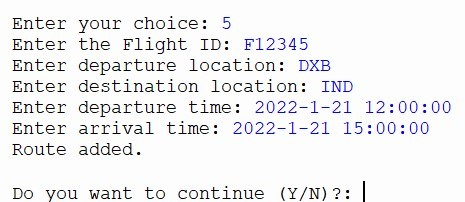 Enter your choice: 5
Enter the Flight ID: F12345
Enter departure location: DXB
Enter destination location: IND
Enter departure time: 2022-1-21 12:00:00
Enter arrival time: 2022-1-21 15:00:00
Route added.
Do you want to continue (Y/N)?: